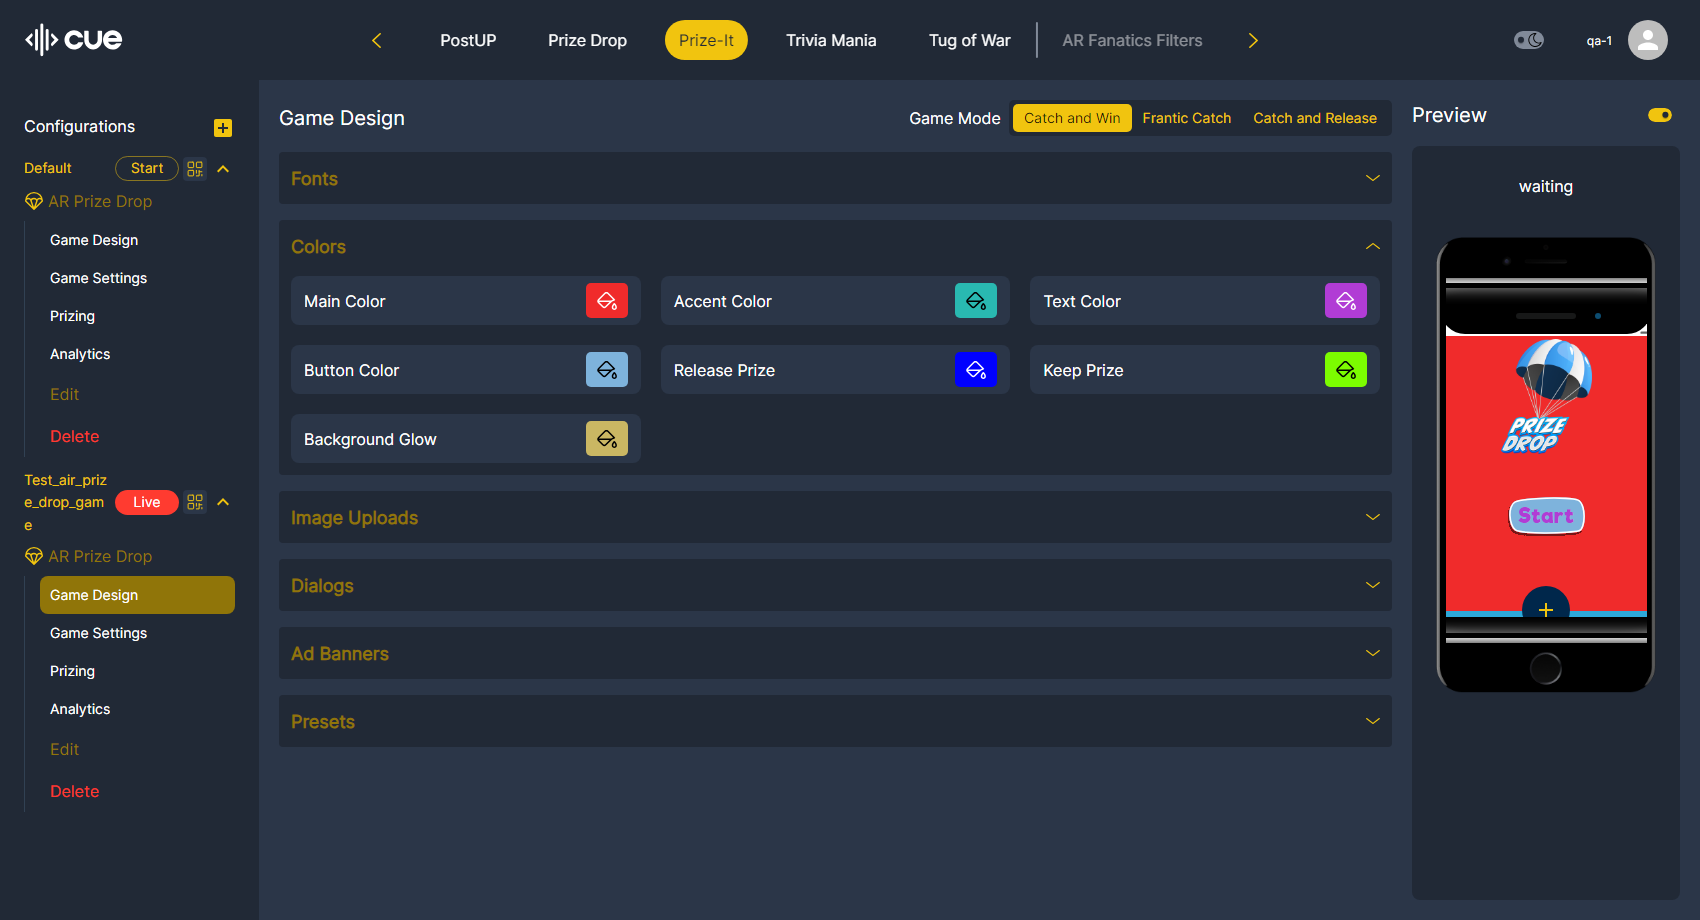 cue
PostUP
Prize Drop
Prize-It
Trivia Mania
Tug of War
AR Fanatics Filters
qa-1
Configurations
Default
Start
AR Prize Drop
Game Design
Game Settings
Prizing
Analytics
Edit
Delete
Test_air_priz
e_drop_gam
e
Live
AR Prize Drop
Game Design
Game Settings
Prizing
Analytics
Edit
Delete
Game Design
Game Mode
Catch and Win
Frantic Catch
Catch and Release
Fonts
Colors
Main Color
Accent Color
Text Color
Button Color
Release Prize
Keep Prize
Background Glow
Image Uploads
Dialogs
Ad Banners
Presets
Preview
waiting
PRIZE
DROP
Start